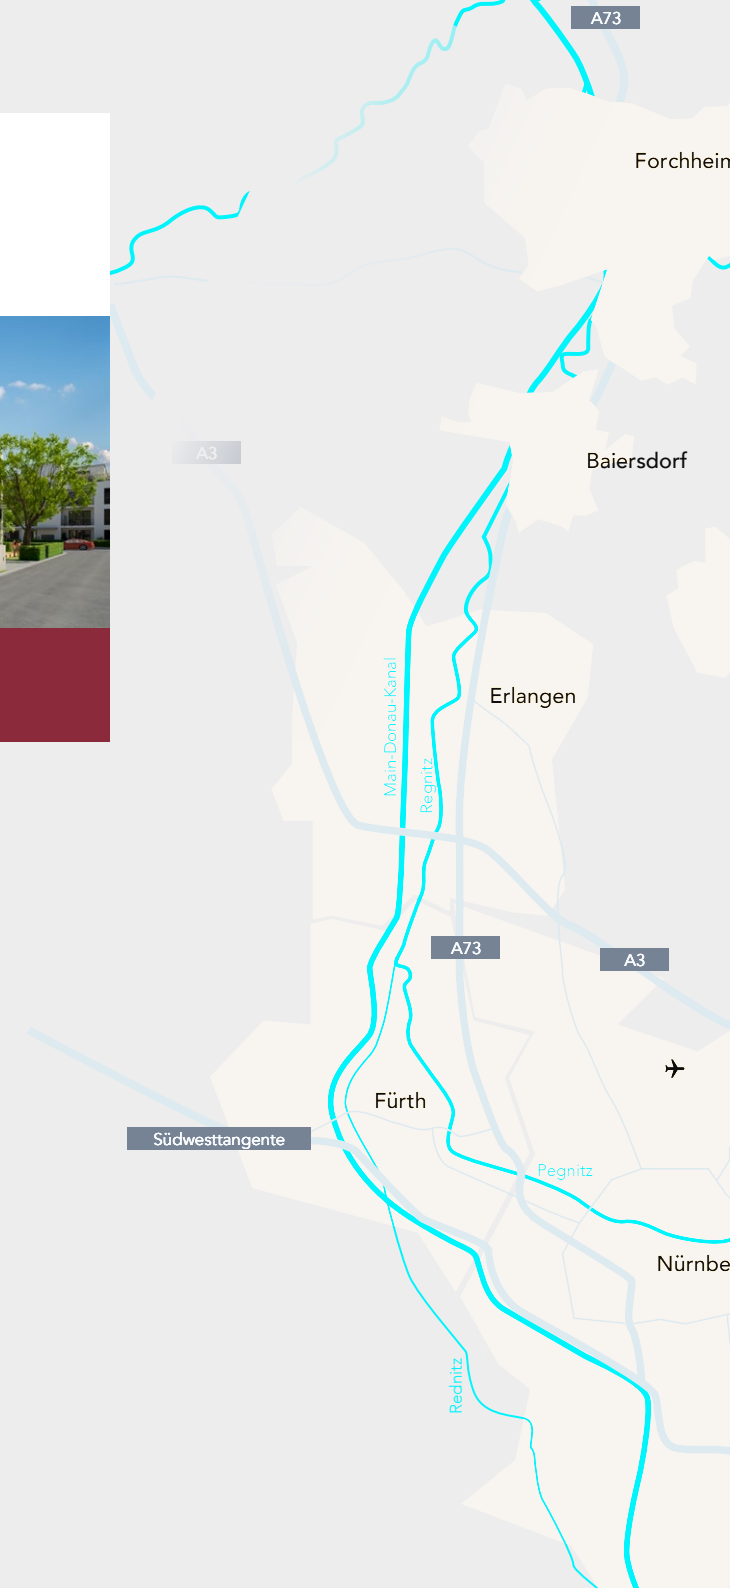 A73
Forchheim
A3
Baiersdorf
Main-Donau-Kanal
Regnitz
Erlangen
A73
A3
Fürth
Südwesttangente
Pegnitz
Nürnbe
Rednitz